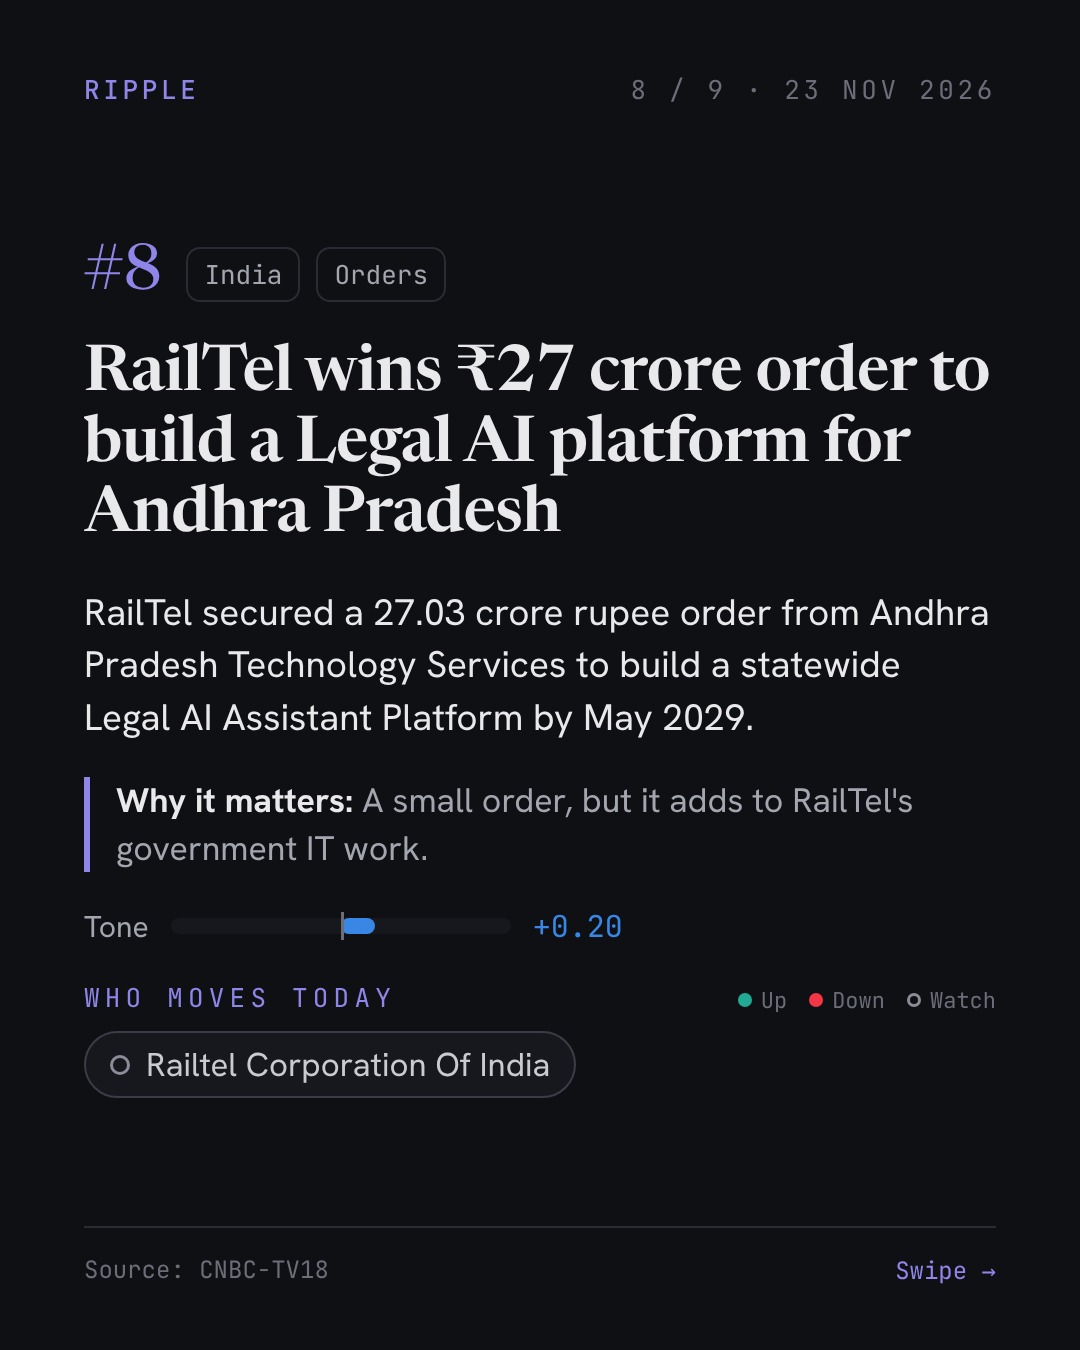 RIPPLE
8 / 9 · 23 NOV 2026
#8 India Orders
RailTel wins ₹27 crore order to
build a Legal AI platform for
Andhra Pradesh
RailTel secured a 27.03 crore rupee order from Andhra
Pradesh Technology Services to build a statewide
Legal AI Assistant Platform by May 2029.
Why it matters: A small order, but it adds to RailTel's
government IT work.
Tone +0.20
WHO MOVES TODAY
Up Down Watch
Railtel Corporation Of India
Source: CNBC-TV18
Swipe →